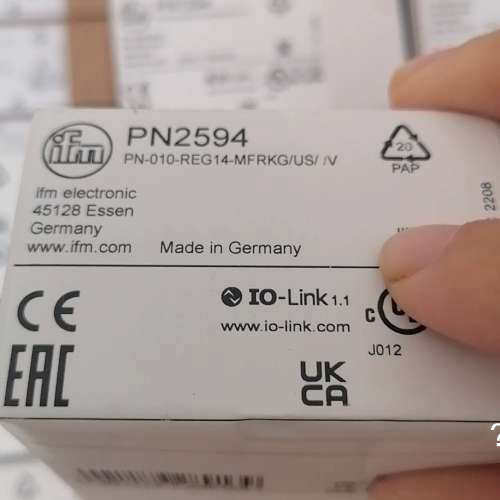 ifm
PN2594
PN-010-REG14-MFRKG/US/ /V
20
PAP
ifm electronic
45128 Essen
Germany
www.ifm.com
Made in Germany
2208
IO-Link 1.1
www.io-link.com
CE
c
J012
EAC
UK
CA
?